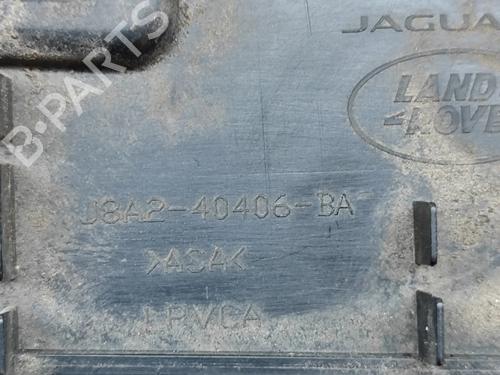 JAGUA
LAND
ROVE
B-PARTS
J8A2-40406-BA
>ASA<